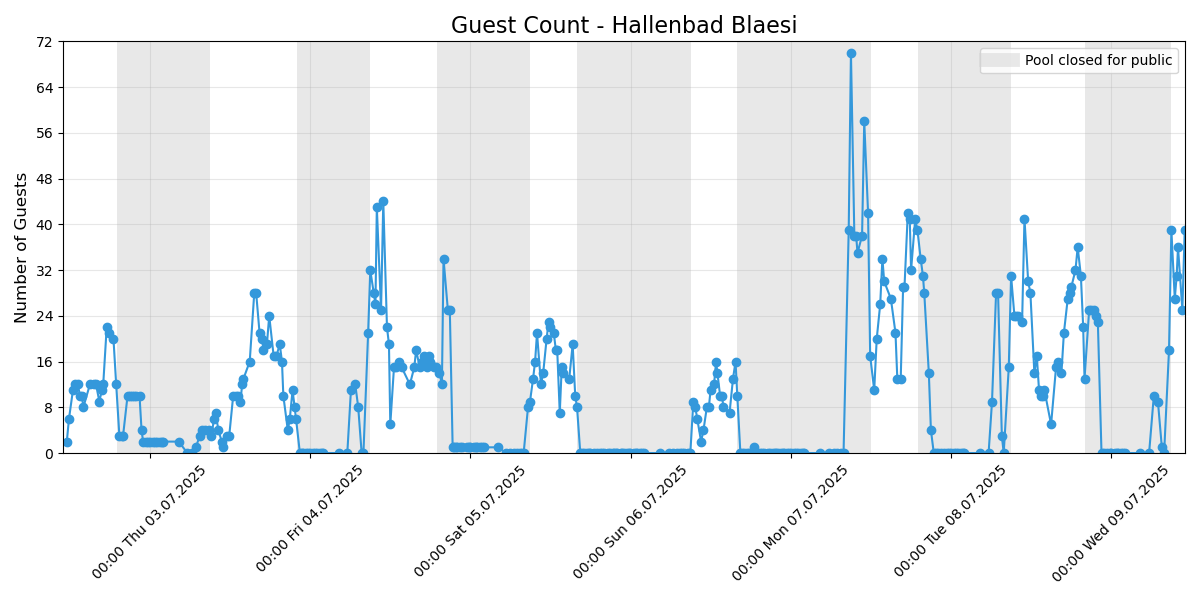 Guest Count - Hallenbad Blaesi
Number of Guests
72
64
56
48
40
32
24
16
8
0
Pool closed for public
00:00 Thu 03.07.2025
00:00 Fri 04.07.2025
00:00 Sat 05.07.2025
00:00 Sun 06.07.2025
00:00 Mon 07.07.2025
00:00 Tue 08.07.2025
00:00 Wed 09.07.2025